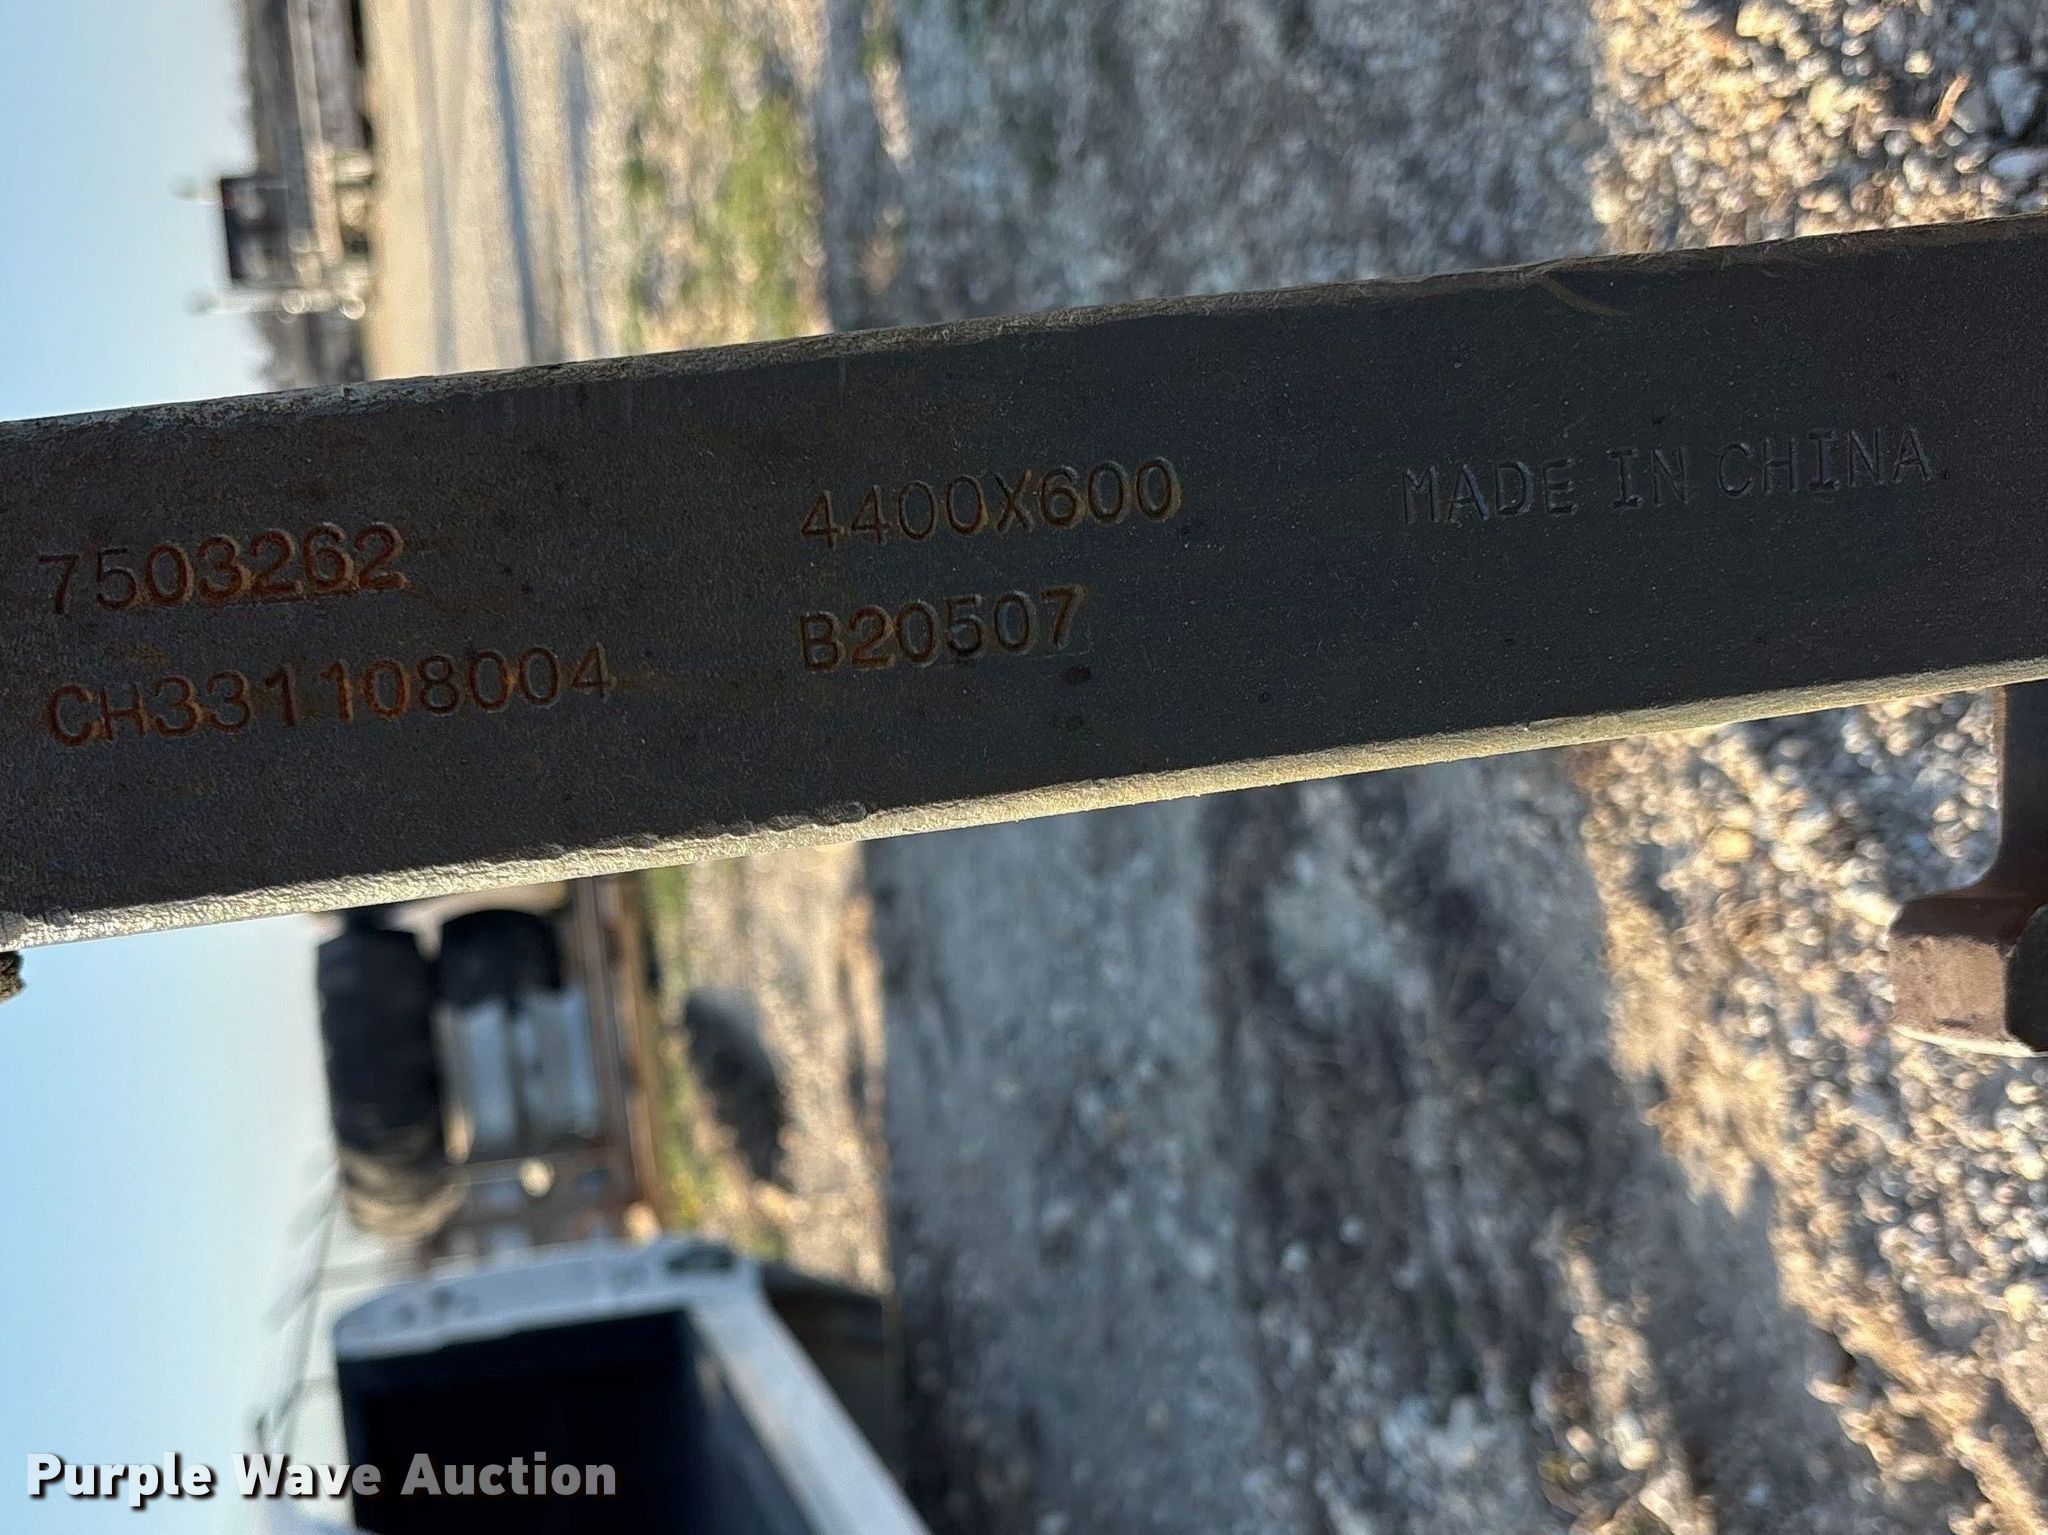 7503262
CH331108004
4400X600
B20507
MADE IN CHINA
Purple Wave Auction